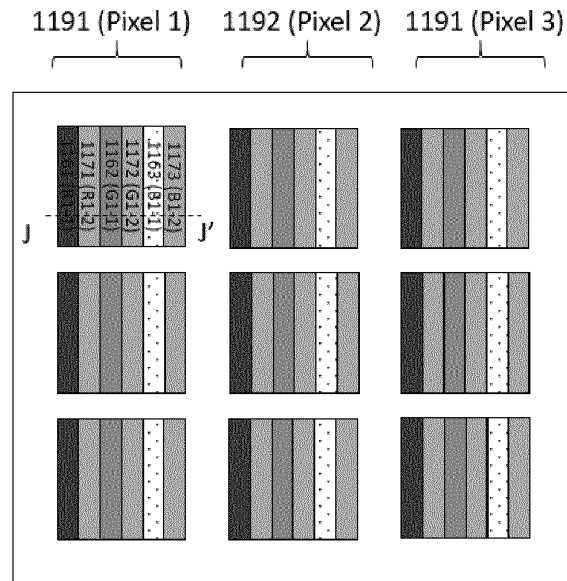 1191 (Pixel 1) 1192 (Pixel 2) 1191 (Pixel 3)
1161 (R1-1)
1171 (R1-2)
1162 (G1-1)
1172 (G1-2)
1163 (B1-1)
1173 (B1-2)
J J'